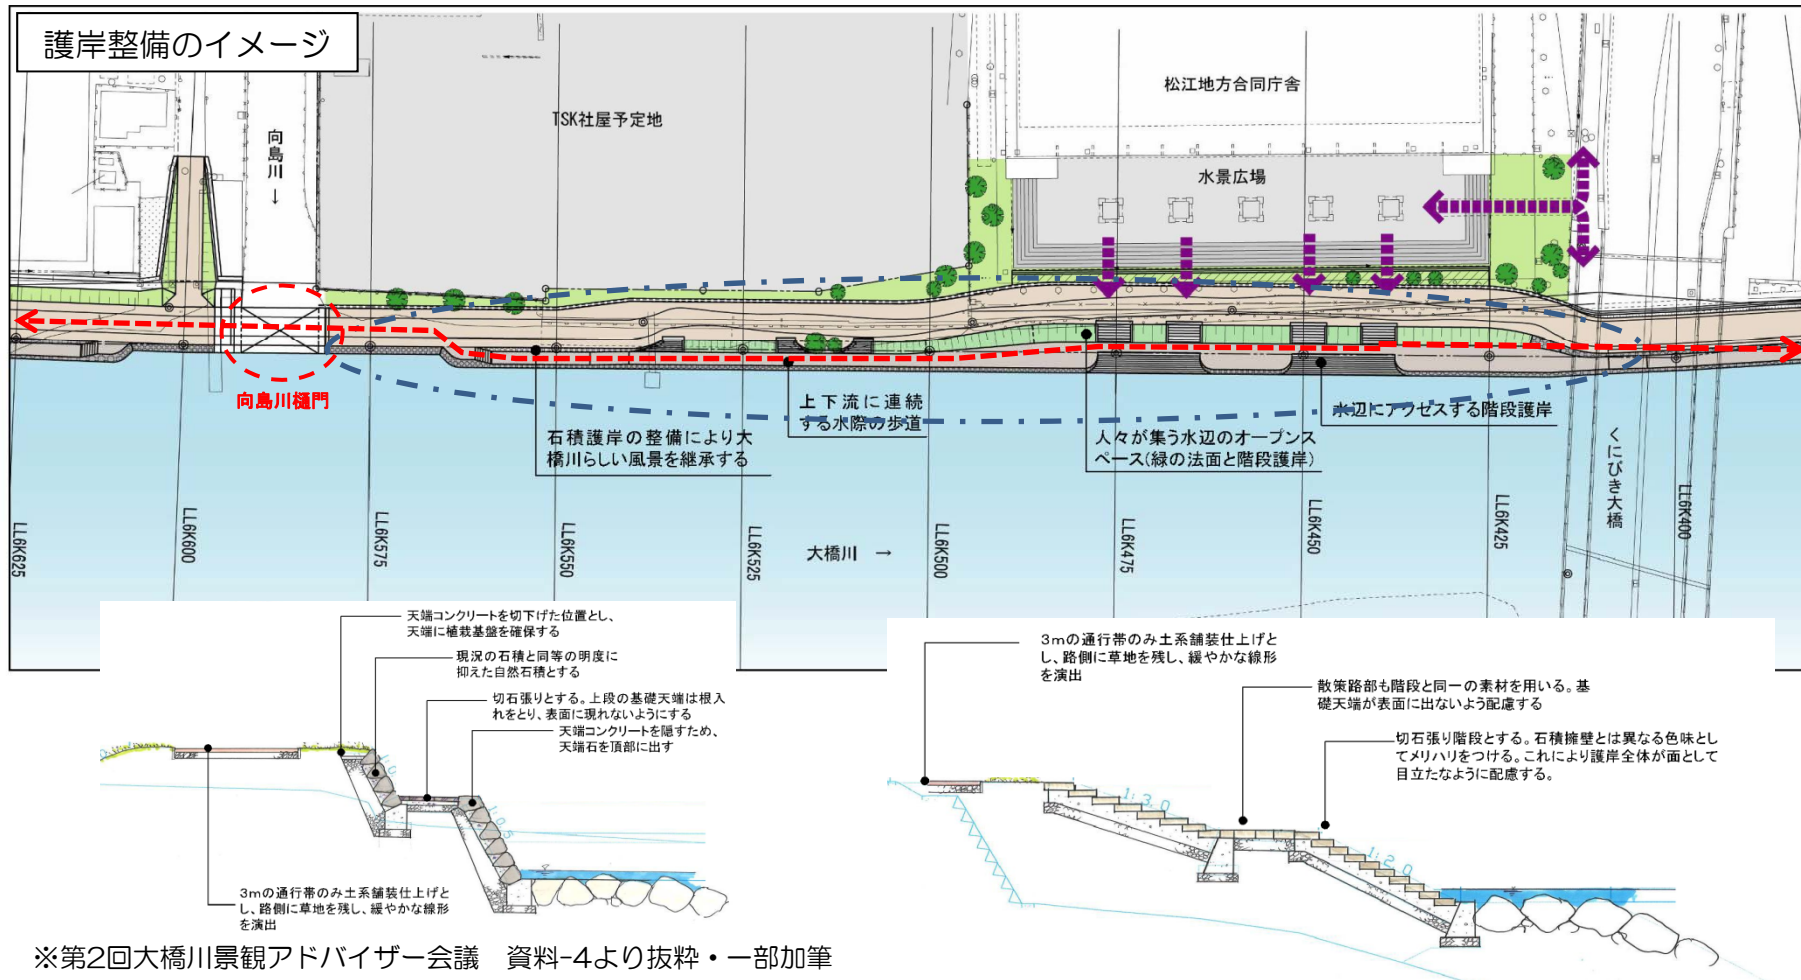 護岸整備のイメージ
向島川
↓
TSK社屋予定地
松江地方合同庁舎
水景広場
向島川樋門
石積護岸の整備により大
橋川らしい風景を継承する
上下流に連続
する水際の歩道
人々が集う水辺のオープンス
ペース(緑の法面と階段護岸)
水辺にアクセスする階段護岸
くにびき大橋
大橋川 →
LL6K625
LL6K600
LL6K575
LL6K550
LL6K525
LL6K500
LL6K475
LL6K450
LL6K425
LL6K400
天端コンクリートを切下げた位置とし、
天端に植栽基盤を確保する
現況の石積と同等の明度に
抑えた自然石積とする
切石張りとする。上段の基礎天端は根入
れをとり、表面に現れないようにする
天端コンクリートを隠すため、
天端石を頂部に出す
1:0.5
3mの通行帯のみ土系舗装仕上げと
し、路側に草地を残し、緩やかな線形
を演出
3mの通行帯のみ土系舗装仕上げと
し、路側に草地を残し、緩やかな線形
を演出
散策路部も階段と同一の素材を用いる。基
礎天端が表面に出ないよう配慮する
切石張り階段とする。石積擁壁とは異なる色味とし
てメリハリをつける。これにより護岸全体が面として
目立たなように配慮する。
1:3.0
1:2.0
※第2回大橋川景観アドバイザー会議 資料-4より抜粋・一部加筆